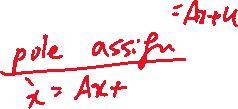 =Ax+u
pole assign
ẋ = Ax+